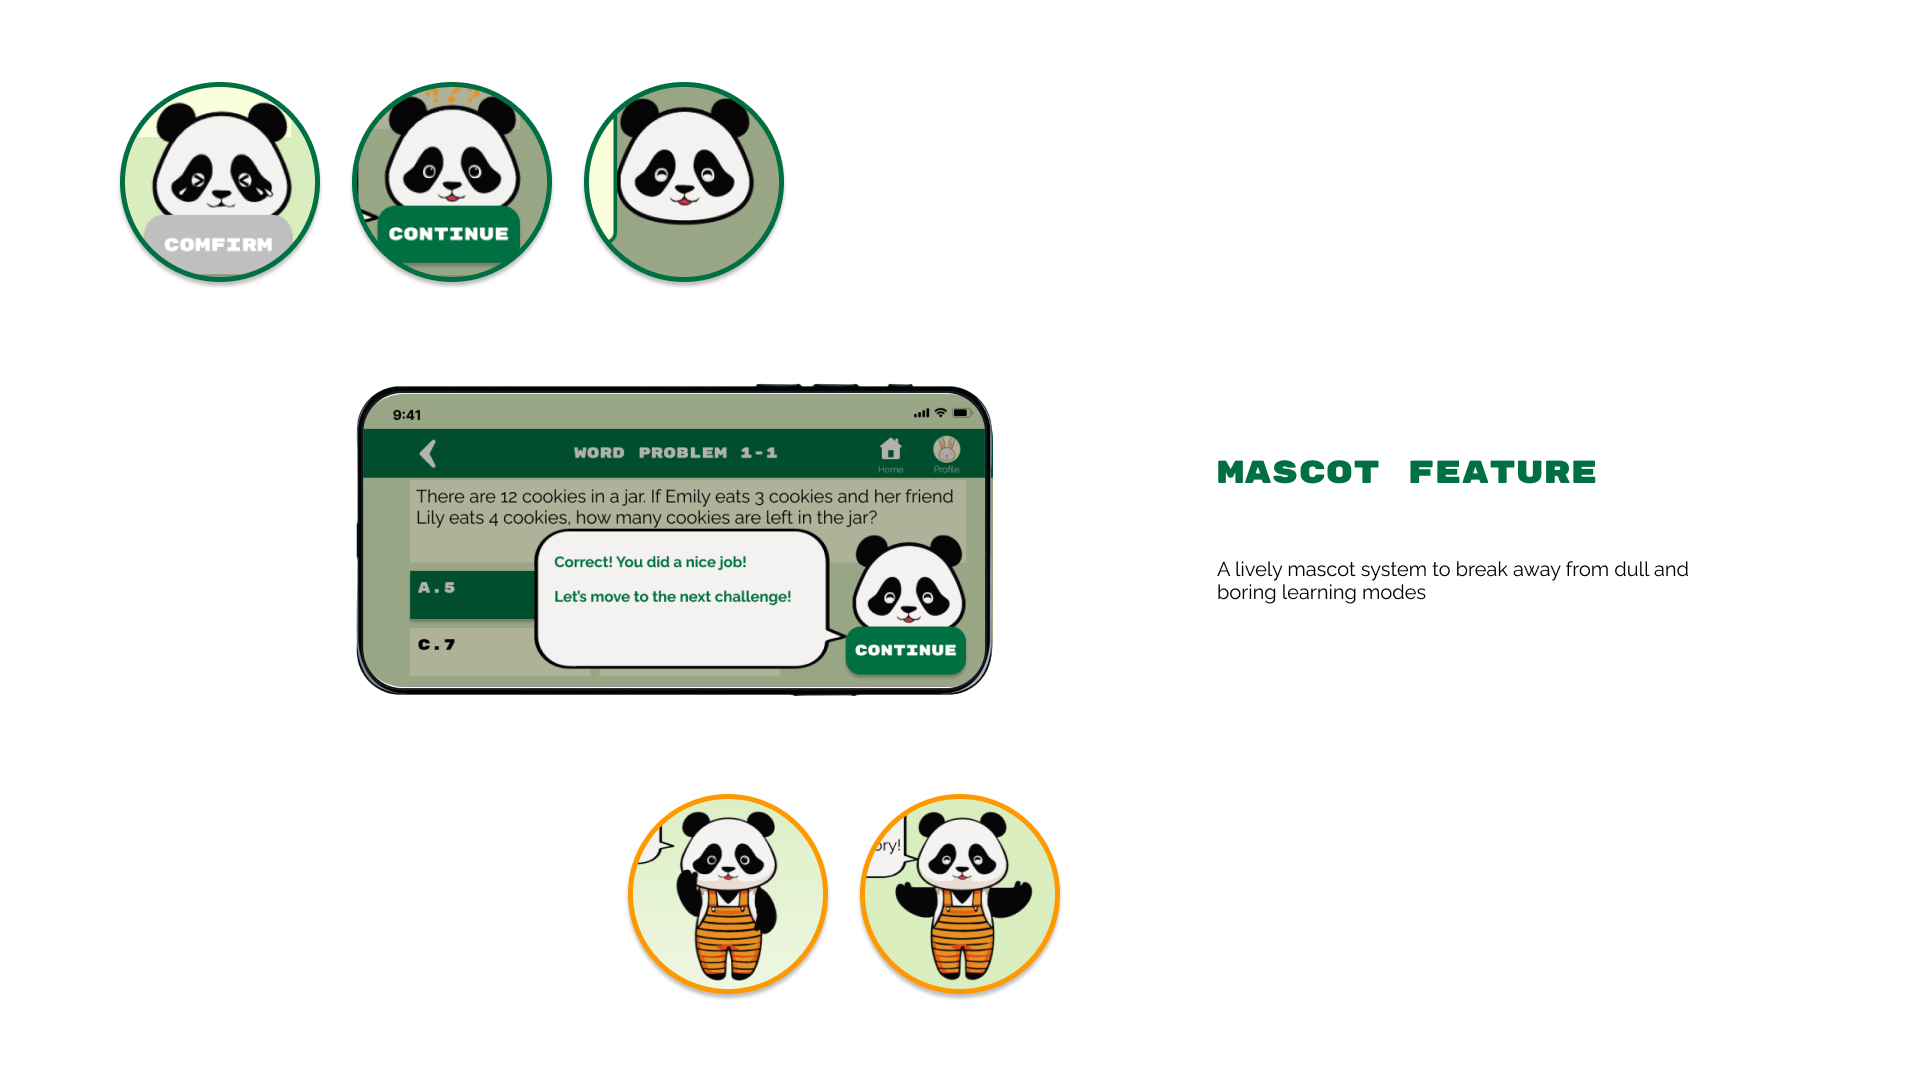 ???
COMFIRM
CONTINUE
9:41
WORD PROBLEM 1-1
Home
Profile
There are 12 cookies in a jar. If Emily eats 3 cookies and her friend
Lily eats 4 cookies, how many cookies are left in the jar?
Correct! You did a nice job!
Let's move to the next challenge!
A.5
C.7
CONTINUE
MASCOT FEATURE
A lively mascot system to break away from dull and
boring learning modes
ory!